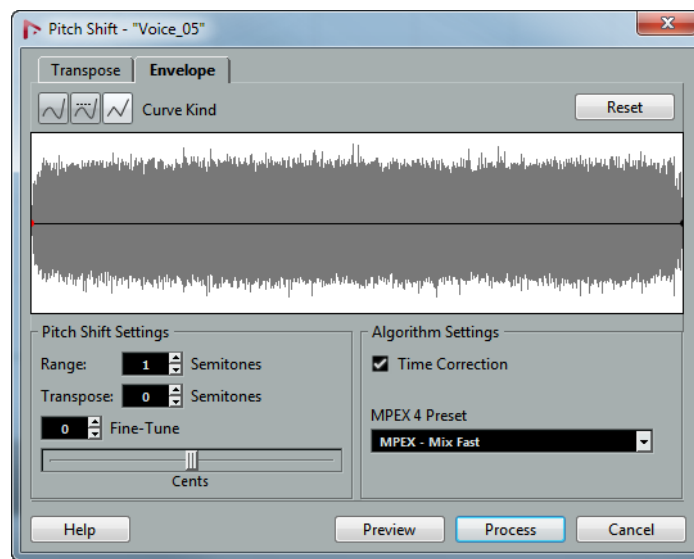 Pitch Shift - "Voice_05"
Transpose Envelope
Curve Kind Reset
Pitch Shift Settings
Range: 1 Semitones
Transpose: 0 Semitones
0 Fine-Tune
Cents
Algorithm Settings
Time Correction
MPEX 4 Preset
MPEX - Mix Fast
Help Preview Process Cancel